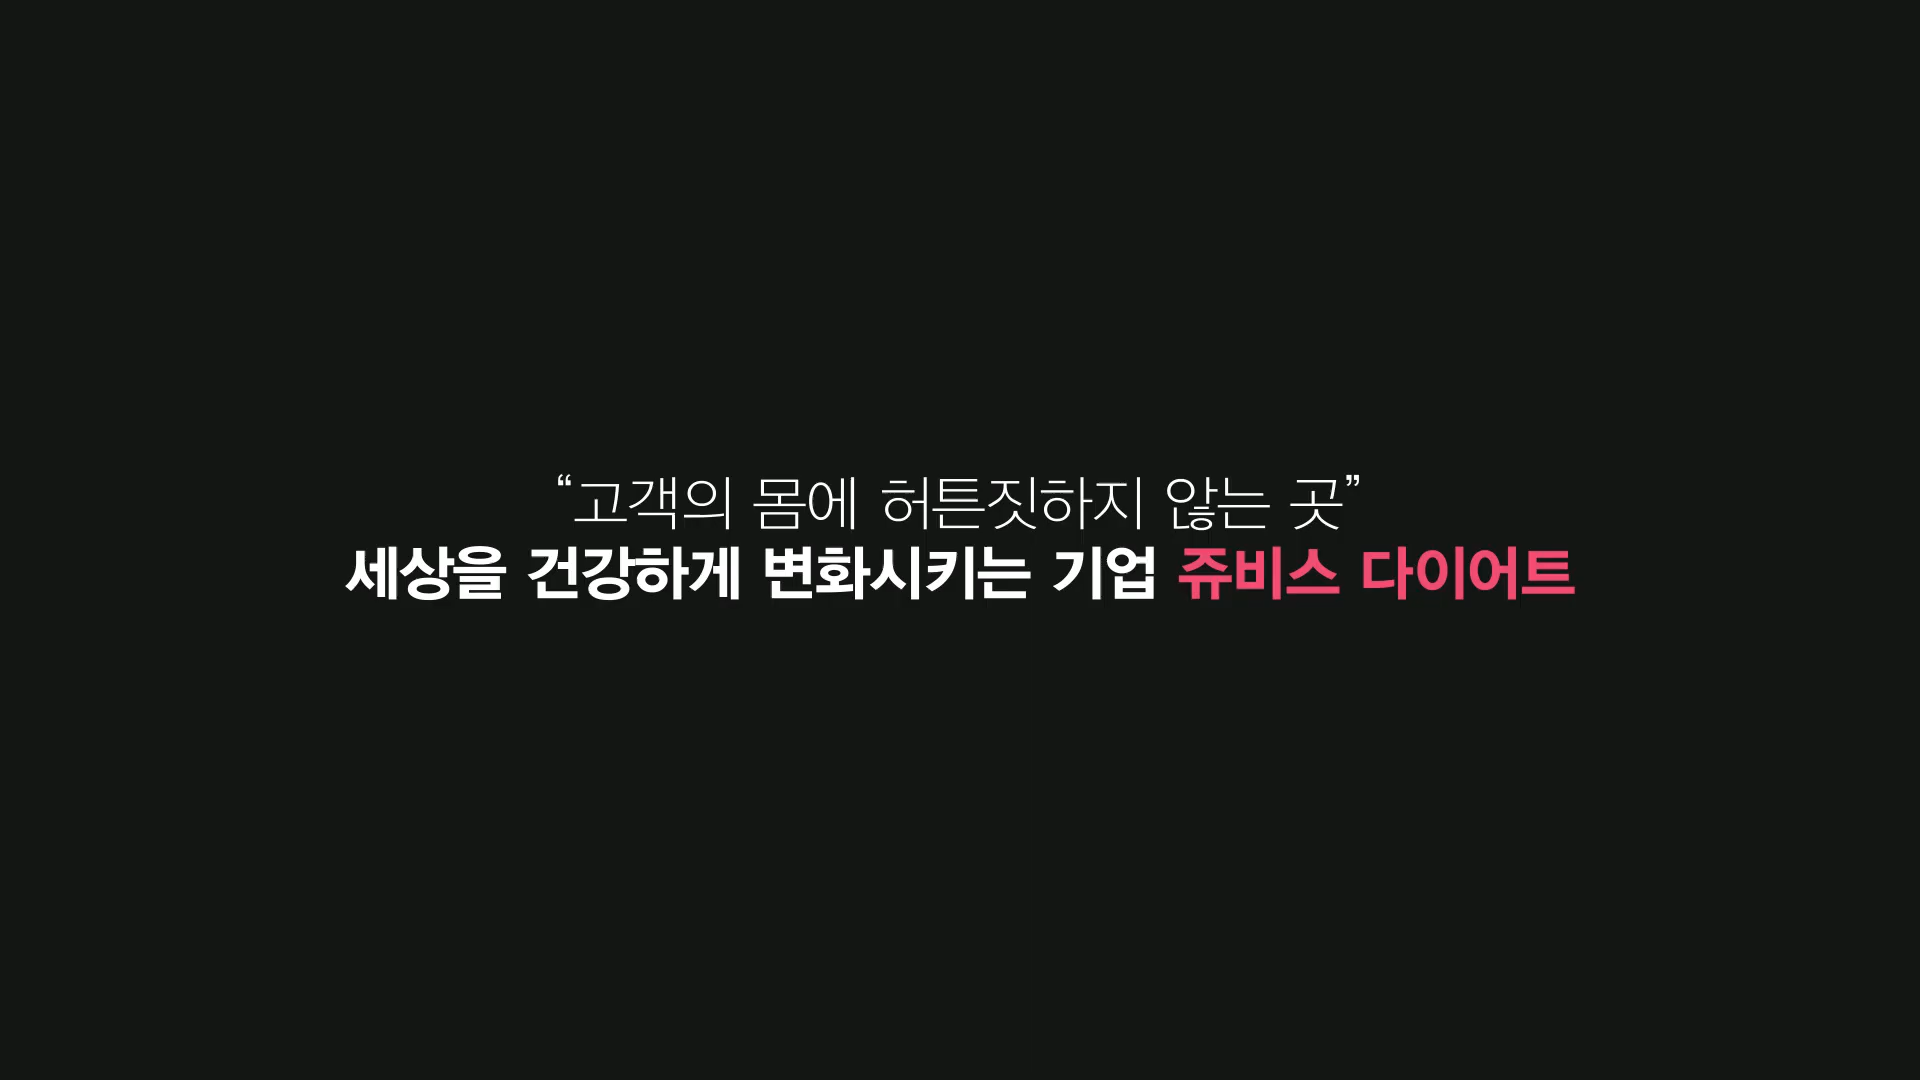 “고객의 몸에 허튼짓하지 않는 곳”
세상을 건강하게 변화시키는 기업 쥬비스 다이어트